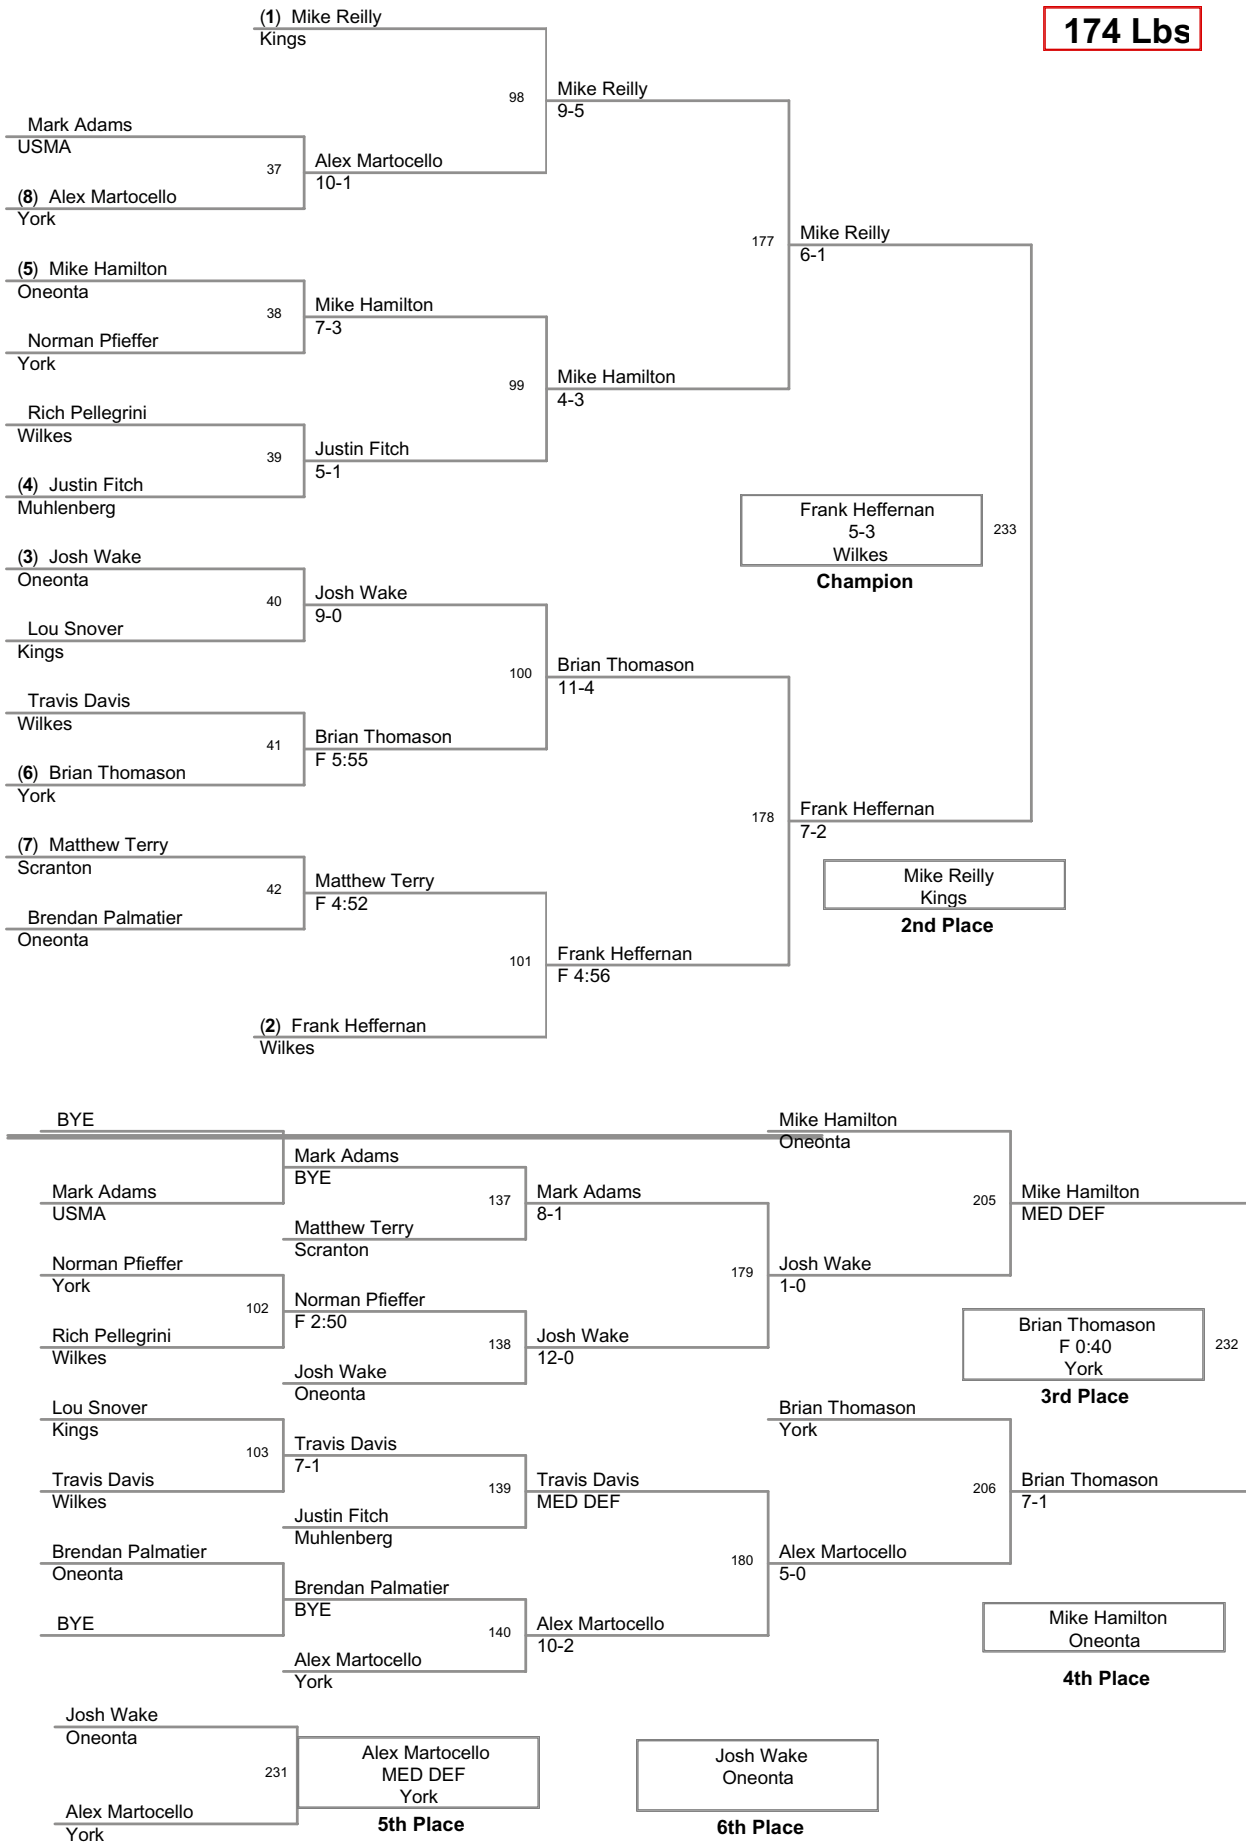 (1) Mike Reilly
Kings
174 Lbs
98
Mike Reilly
9-5
Mark Adams
USMA
37
Alex Martocello
10-1
(8) Alex Martocello
York
177
Mike Reilly
6-1
(5) Mike Hamilton
Oneonta
38
Mike Hamilton
7-3
Norman Pfieffer
York
99
Mike Hamilton
4-3
Rich Pellegrini
Wilkes
39
Justin Fitch
5-1
(4) Justin Fitch
Muhlenberg
Frank Heffernan
5-3
Wilkes
233
Champion
(3) Josh Wake
Oneonta
40
Josh Wake
9-0
Lou Snover
Kings
100
Brian Thomason
11-4
Travis Davis
Wilkes
41
Brian Thomason
F 5:55
(6) Brian Thomason
York
178
Frank Heffernan
7-2
(7) Matthew Terry
Scranton
42
Matthew Terry
F 4:52
Brendan Palmatier
Oneonta
Mike Reilly
Kings
2nd Place
101
Frank Heffernan
F 4:56
(2) Frank Heffernan
Wilkes
BYE
Mark Adams
BYE
Mark Adams
USMA
137
Mark Adams
8-1
Matthew Terry
Scranton
Mike Hamilton
Oneonta
205
Mike Hamilton
MED DEF
Norman Pfieffer
York
102
Norman Pfieffer
F 2:50
Rich Pellegrini
Wilkes
138
Josh Wake
12-0
Josh Wake
Oneonta
179
Josh Wake
1-0
Brian Thomason
F 0:40
York
232
3rd Place
Lou Snover
Kings
103
Travis Davis
7-1
Travis Davis
Wilkes
139
Travis Davis
MED DEF
Justin Fitch
Muhlenberg
Brian Thomason
York
206
Brian Thomason
7-1
Brendan Palmatier
Oneonta
Brendan Palmatier
BYE
BYE
140
Alex Martocello
10-2
Alex Martocello
York
180
Alex Martocello
5-0
Mike Hamilton
Oneonta
4th Place
Josh Wake
Oneonta
231
Alex Martocello
MED DEF
York
5th Place
Alex Martocello
York
Josh Wake
Oneonta
6th Place